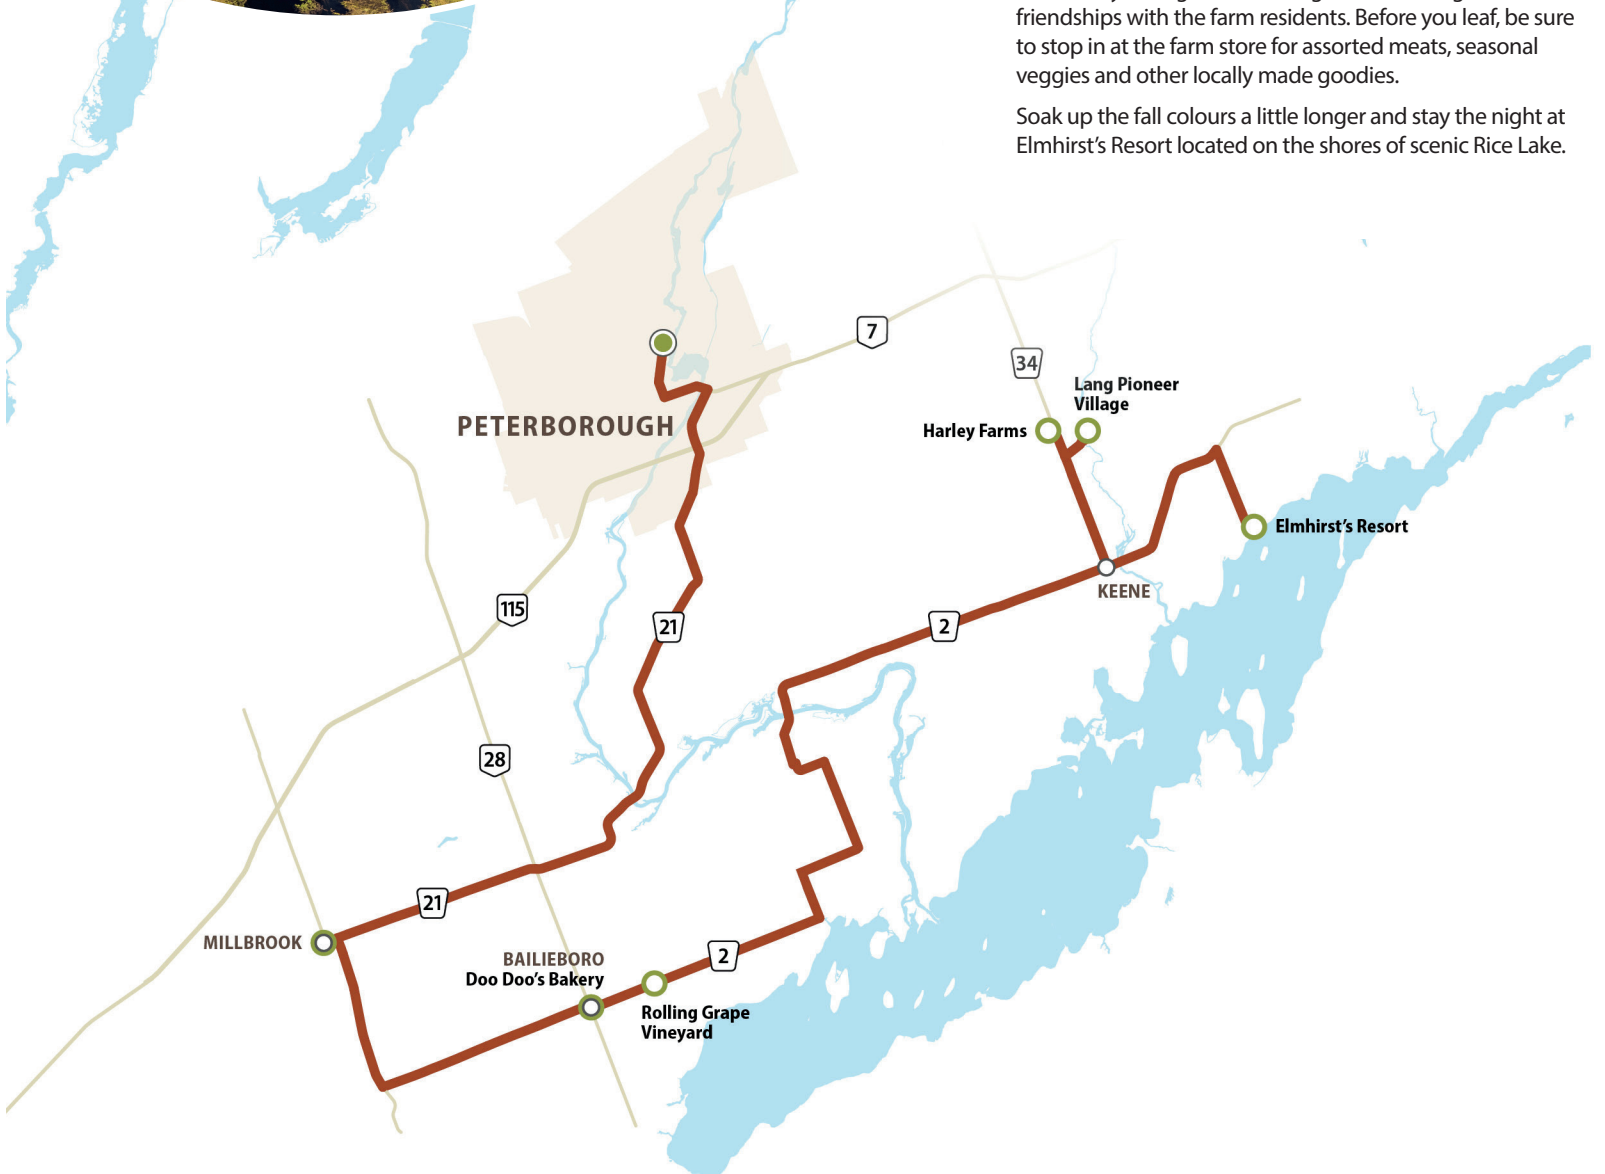 friendships with the farm residents. Before you leaf, be sure
to stop in at the farm store for assorted meats, seasonal
veggies and other locally made goodies.
Soak up the fall colours a little longer and stay the night at
Elmhirst's Resort located on the shores of scenic Rice Lake.
7
34
Lang Pioneer
Village
Harley Farms
PETERBOROUGH
Elmhirst's Resort
KEENE
115
21
2
28
21
MILLBROOK
BAILIEBORO
Doo Doo's Bakery
2
Rolling Grape
Vineyard